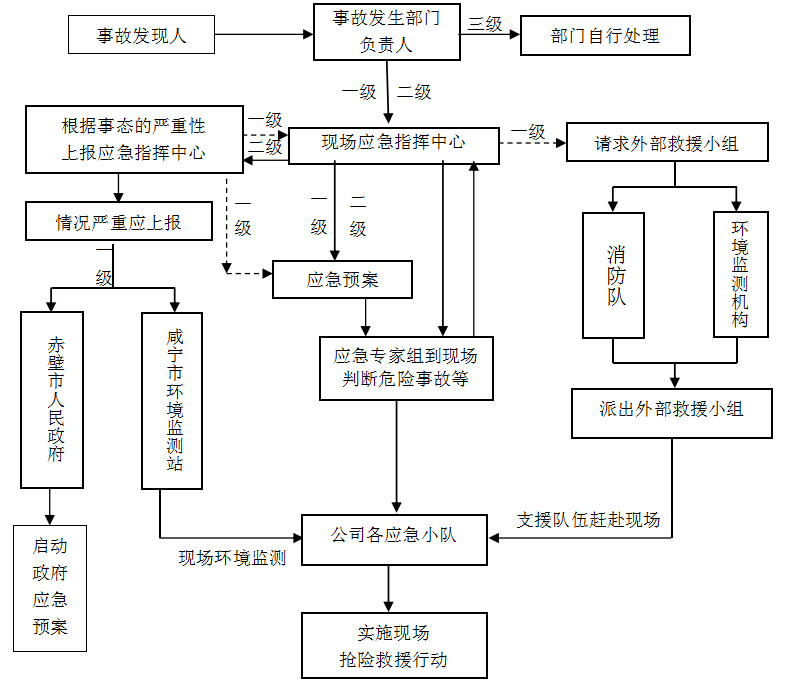 事故发现人
事故发生部门
负责人
三级
部门自行处理
一级
二级
根据事态的严重性
上报应急指挥中心
一级
二级
现场应急指挥中心
一级
请求外部救援小组
情况严重应上报
一级
一级
二级
应急预案
消防队
环境监测机构
一级
赤壁市人民政府
咸宁市环境监测站
应急专家组到现场
判断危险事故等
派出外部救援小组
启动
政府
应急
预案
现场环境监测
公司各应急小队
支援队伍赶赴现场
实施现场
抢险救援行动